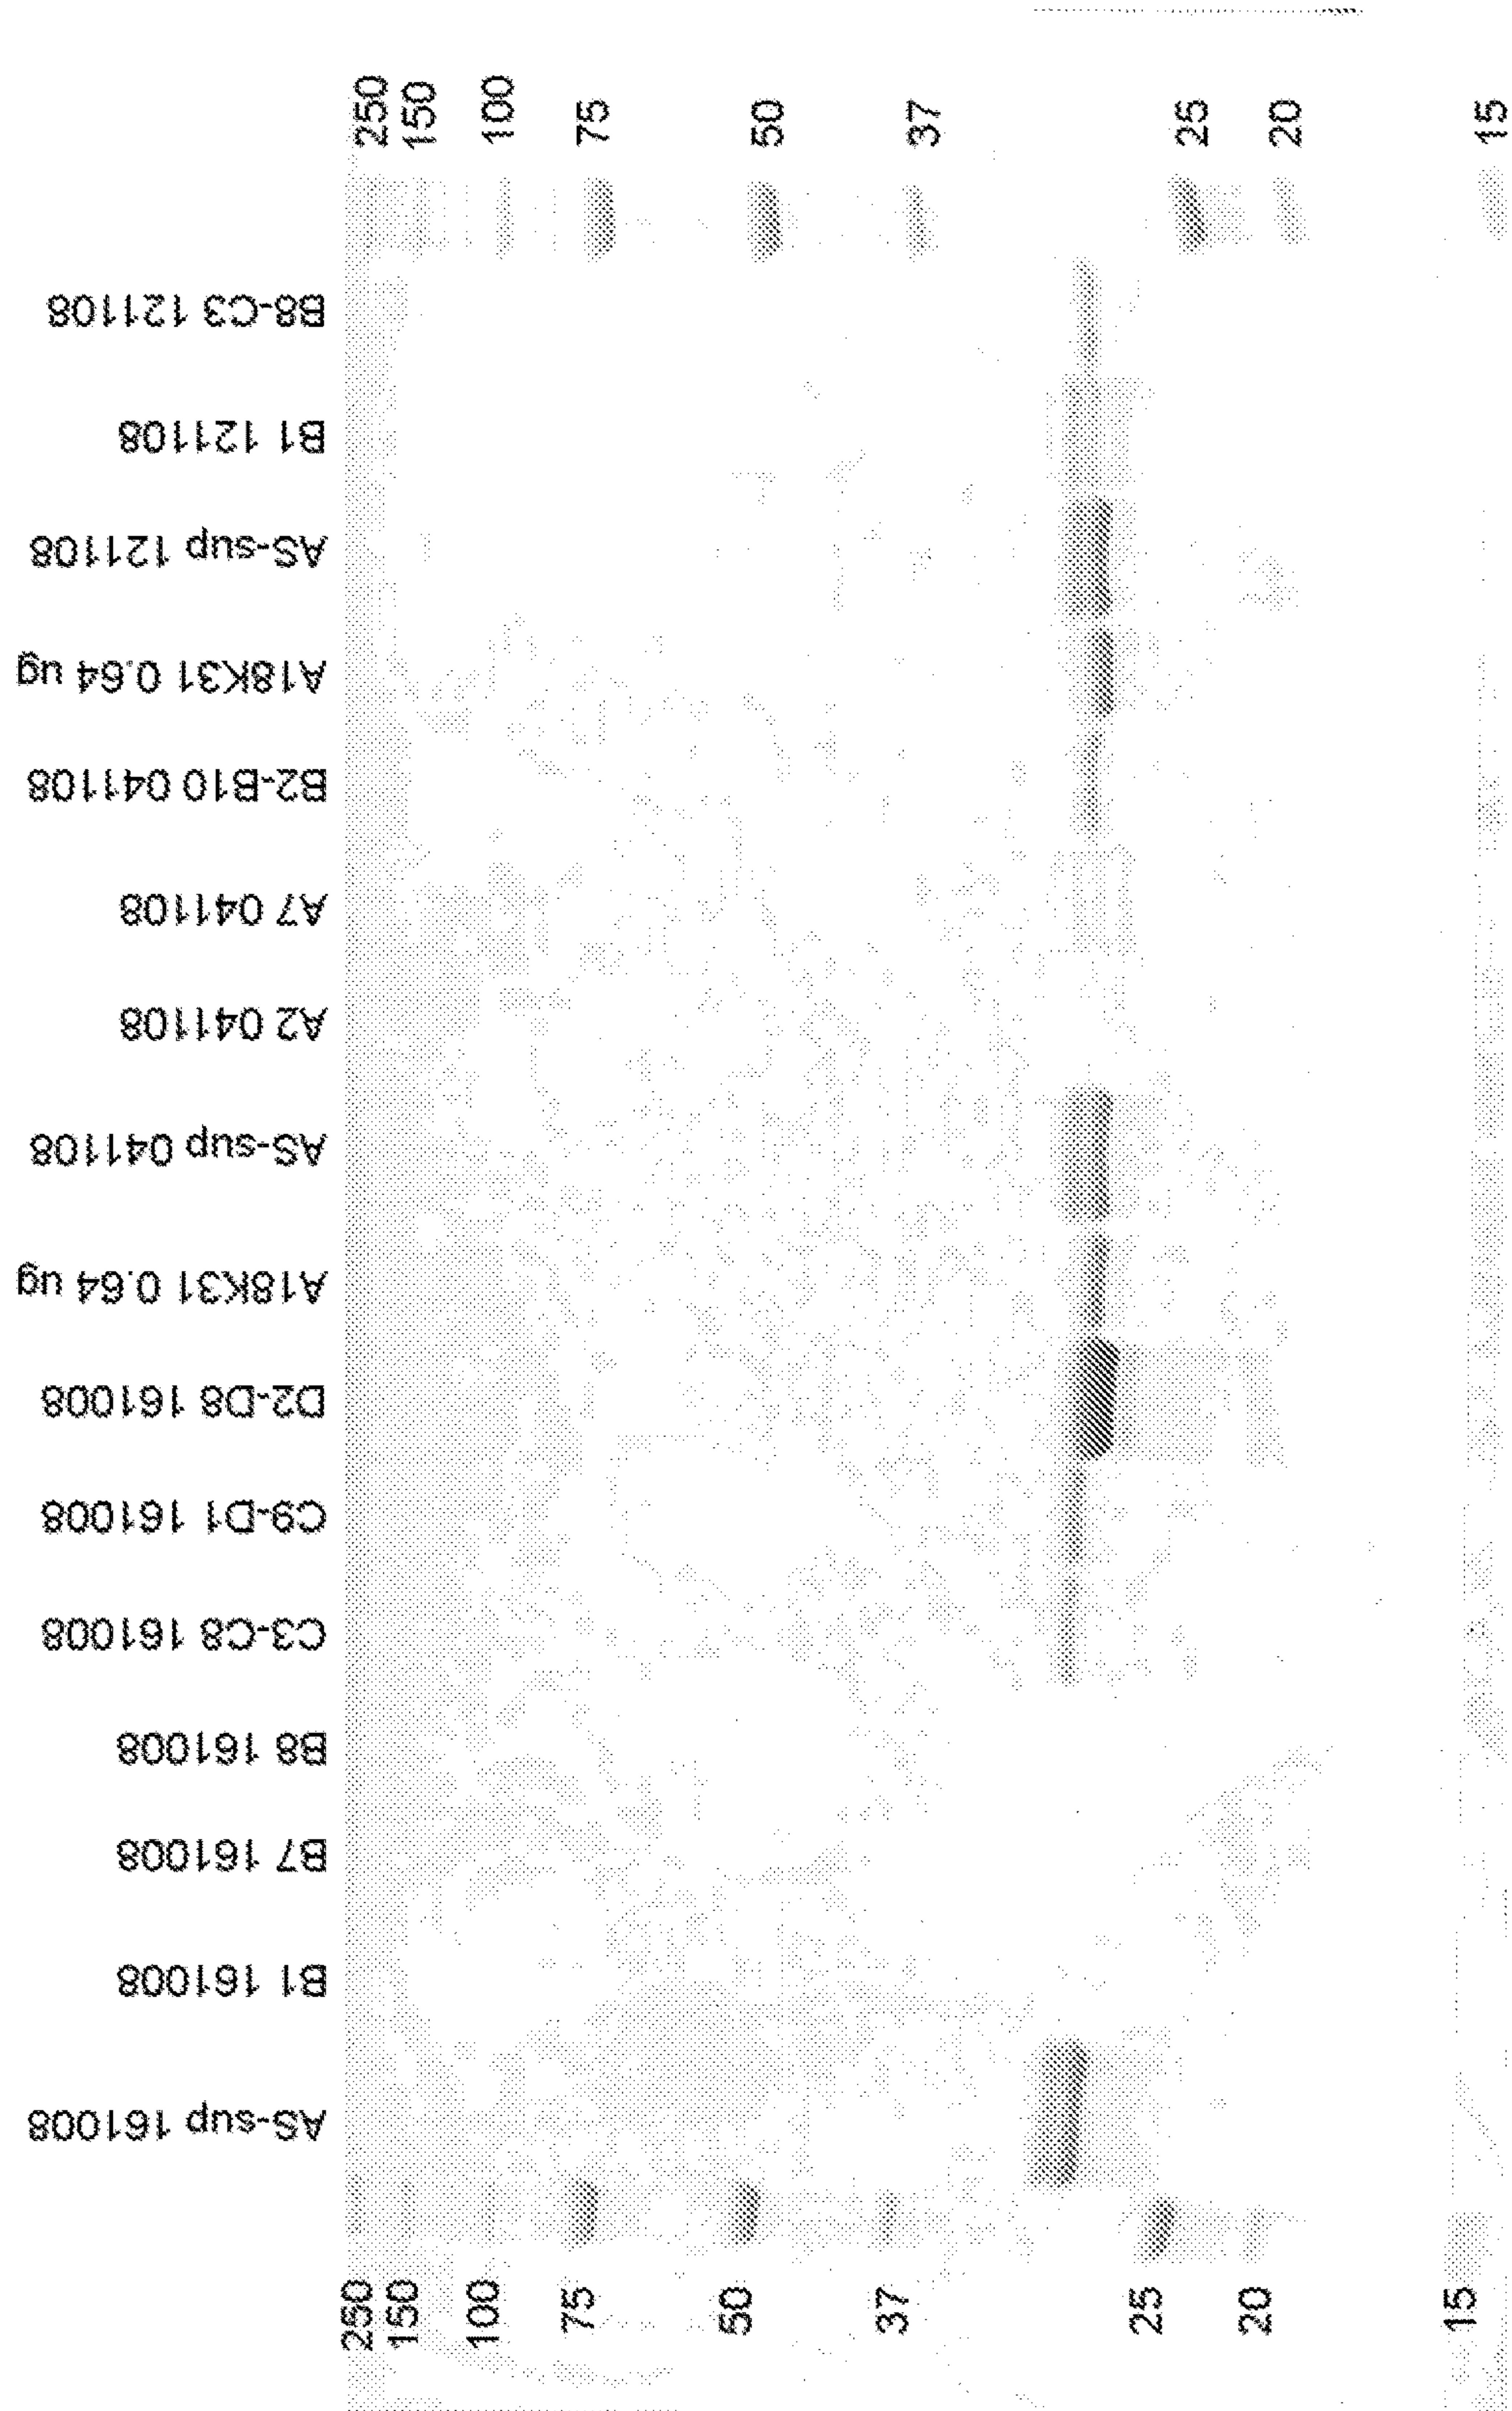 250
150
100
75
50
37
25
20
15
B8-C3 121108
B1 121108
AS-sup 121108
A18K31 0.64 ug
B2-B10 041108
A7 041108
A2 041108
AS-sup 041108
A18K31 0.64 ug
D2-D8 161008
C9-D1 161008
C3-C8 161008
B8 161008
B7 161008
B1 161008
AS-sup 161008
250
150
100
75
50
37
25
20
15